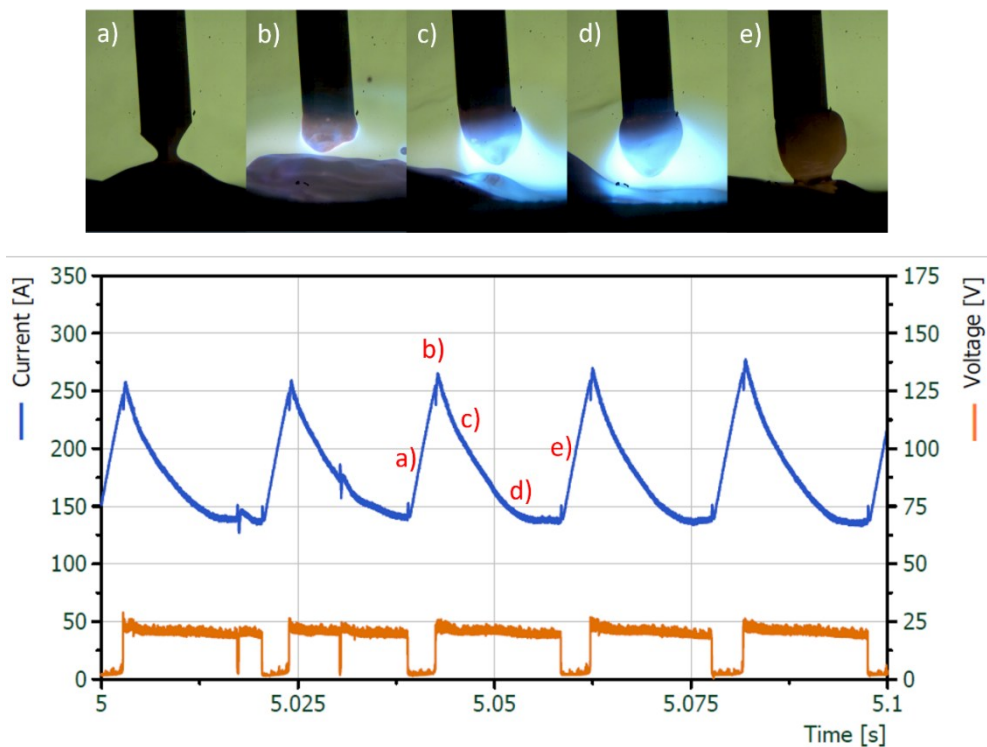 a)
b)
c)
d)
e)
Current [A]
350
300
250
200
150
100
50
0
b)
c)
a)
d)
e)
175
150
125
100
75
50
25
0
Voltage [V]
5
5.025
5.05
5.075
5.1
Time [s]